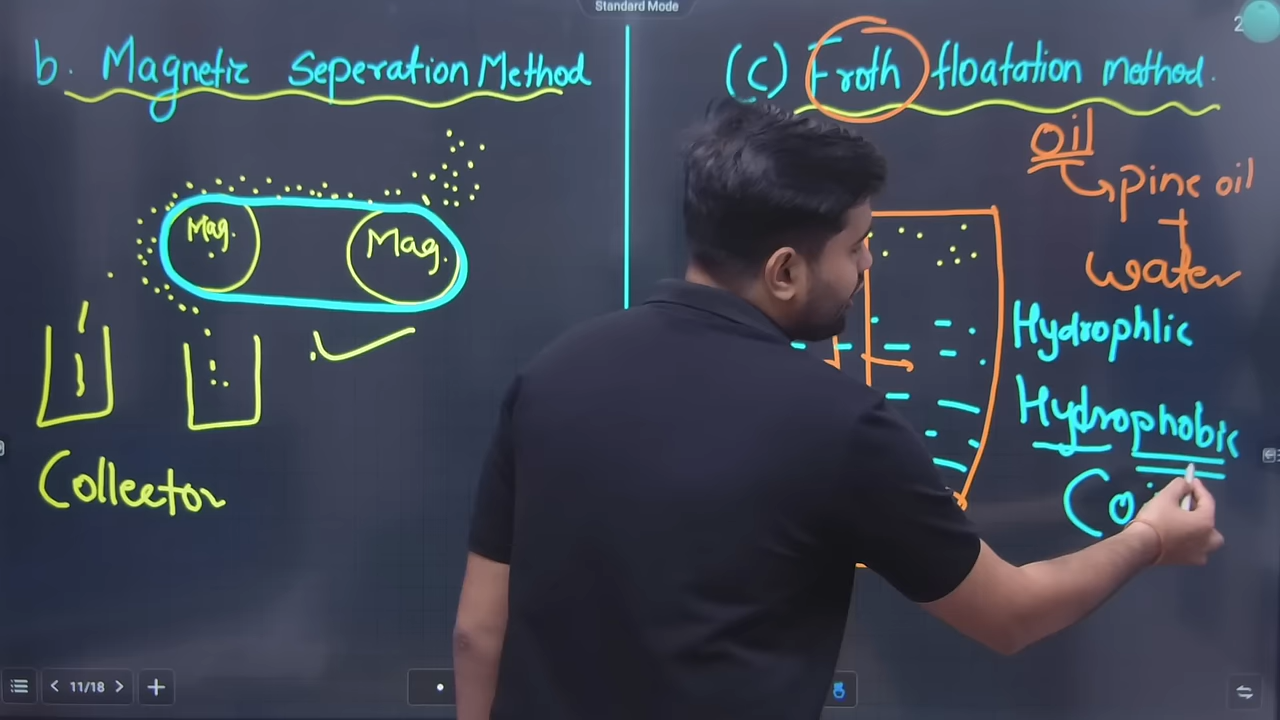 Standard Mode
2
b. Magnetic Seperation Method
Mag.
Mag.
Collector
(c) Froth floatation method.
oil
pine oil
+
water
Hydrophlic
Hydrophobic
11/18